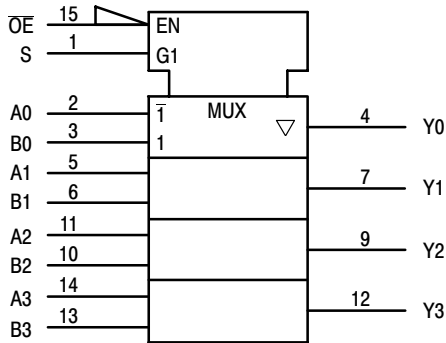 O̅E̅ 15 EN
S 1 G1
MUX
A0 2 1̅
4 Y0
B0 3 1
A1 5
7 Y1
B1 6
A2 11
9 Y2
B2 10
A3 14
12 Y3
B3 13